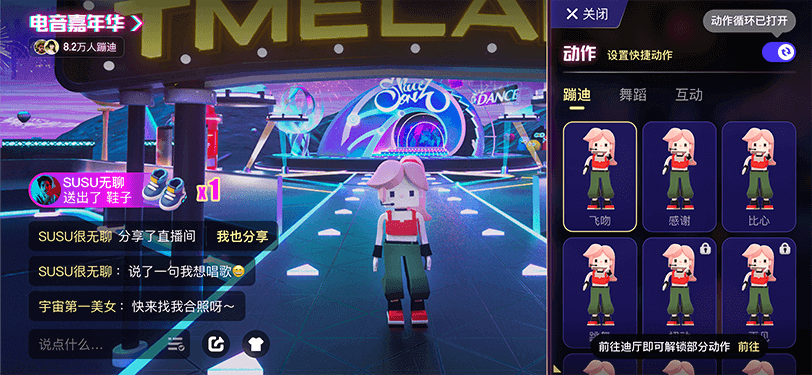 电音嘉年华
8.2万人蹦迪
TMELAN
DANCE
SUSU无聊
送出了 鞋子
x1
SUSU很无聊 分享了直播间 我也分享
SUSU很无聊：说了一句我想唱歌😄
宇宙第一美女：快来找我合照呀～
说点什么...
关闭
动作循环已打开
动作 设置快捷动作
蹦迪 舞蹈 互动
飞吻 感谢 比心
前往迪厅即可解锁部分动作 前往